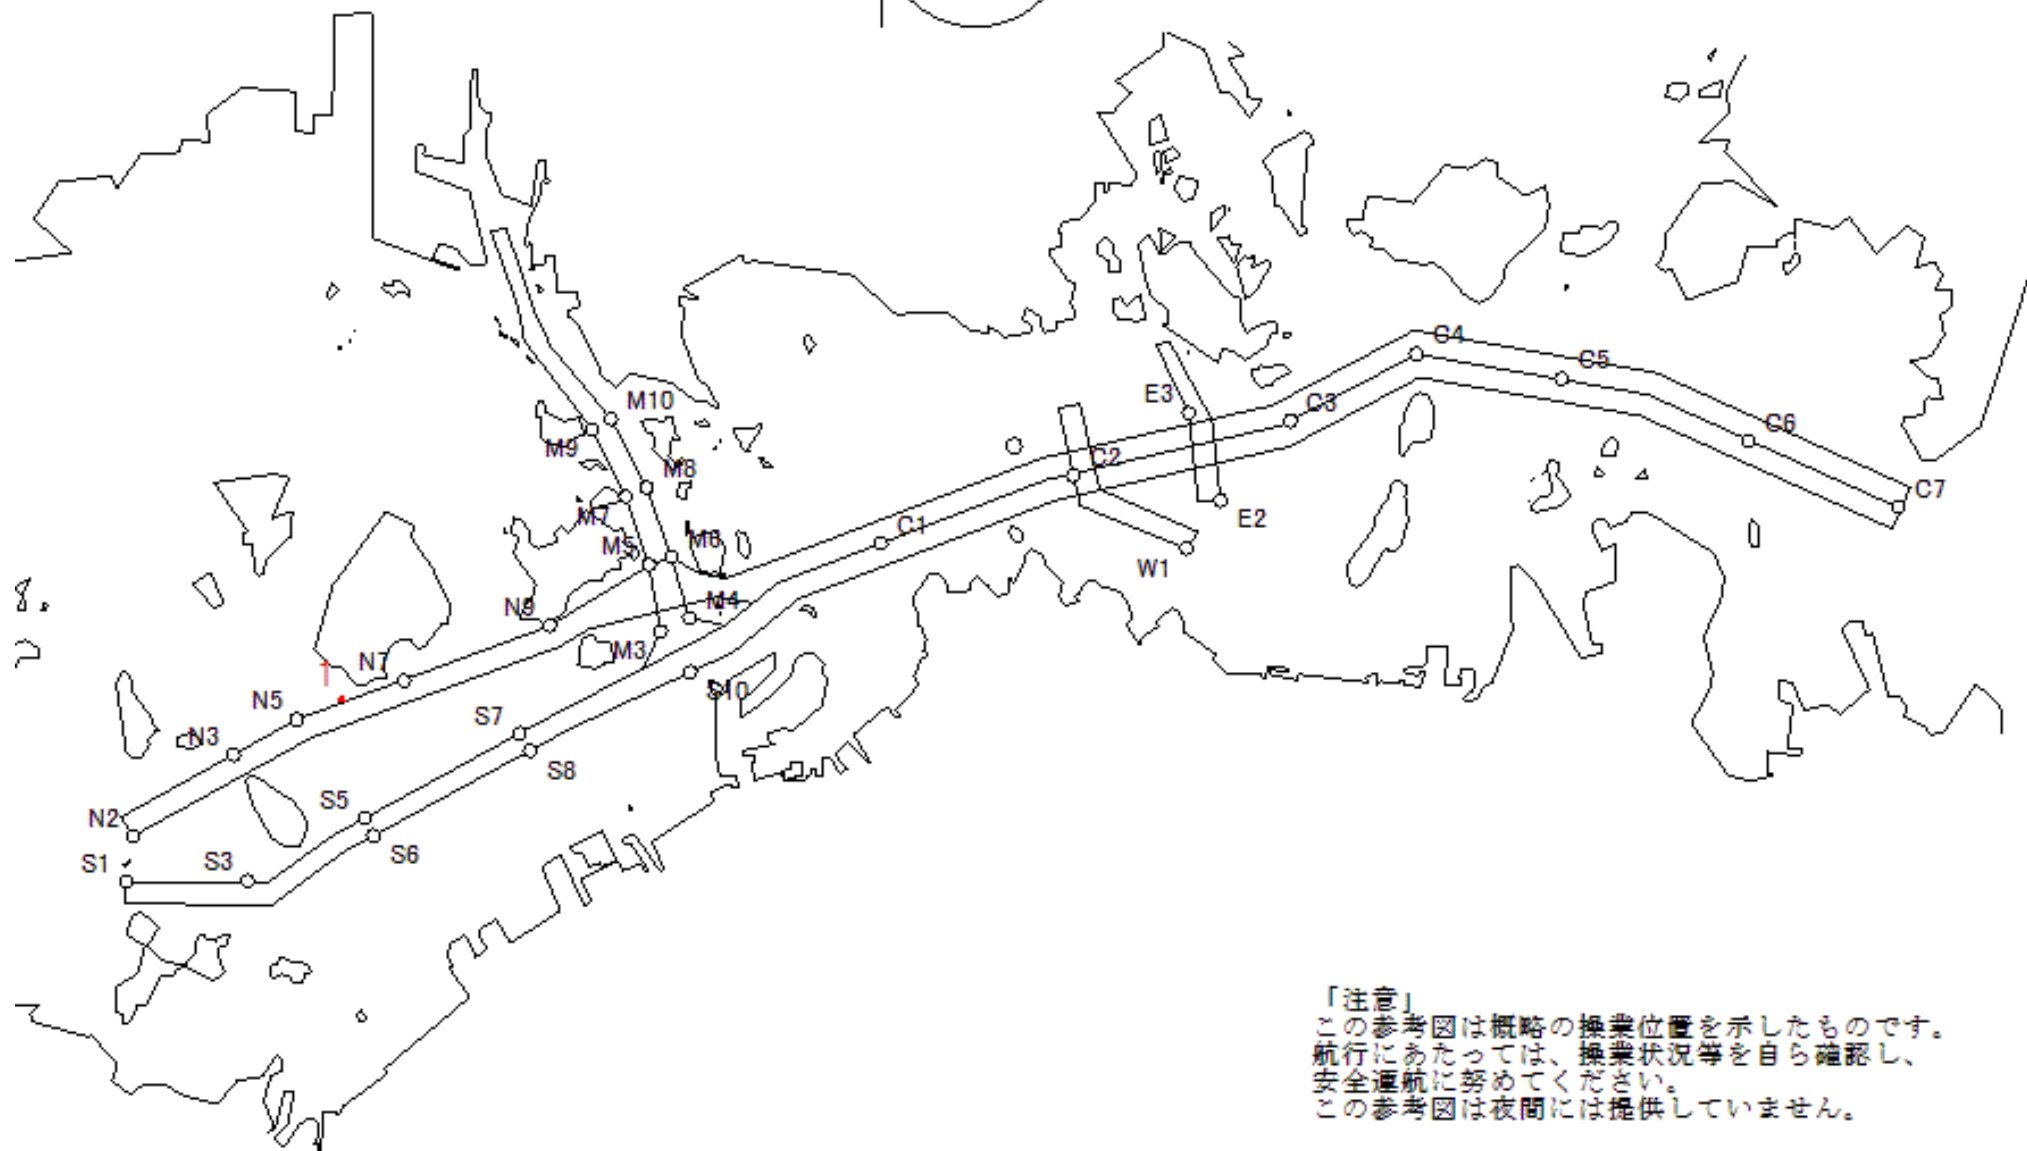 C4
C5
E3
M10
C3
C6
M9
C2
M8
C7
M7
E2
C1
M5
M6
W1
N9
M4
M3
N7
T
S10
N5
S7
N3
S8
S5
N2
S6
S1
S3
「注意」
この参考図は概略の操業位置を示したものです。
航行にあたっては、操業状況等を自ら確認し、
安全運航に努めてください。
この参考図は夜間には提供していません。